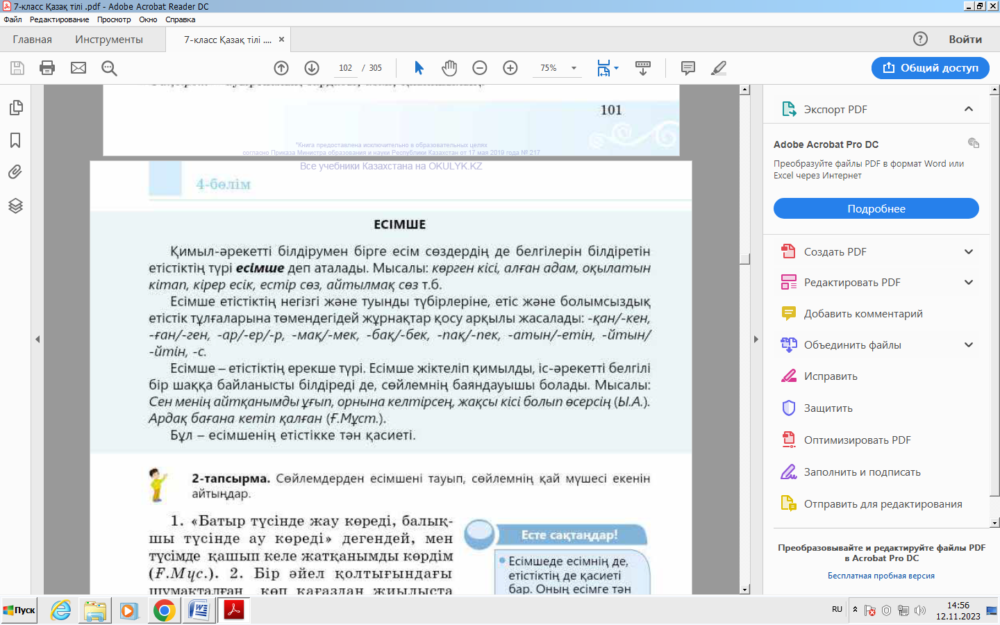 7-класс Қазақ тілі .pdf - Adobe Acrobat Reader DC
Файл Редактирование Просмотр Окно Справка
Главная Инструменты 7-класс Қазақ тілі .... × Войти
102 / 305 75% Общий доступ
101
*Книга предоставлена исключительно в образовательных целях
согласно Приказа Министра образования и науки Республики Казахстан от 17 мая 2019 года № 217
Все учебники Казахстана на OKULYK.KZ
4-бөлім
ЕСІМШЕ
Қимыл-әрекетті білдірумен бірге есім сөздердің де белгілерін білдіретін
етістіктің түрі есімше деп аталады. Мысалы: көрген кісі, алған адам, оқылатын
кітап, кірер есік, естір сөз, айтылмақ сөз т.б.
Есімше етістіктің негізгі және туынды түбірлеріне, етіс және болымсыздық
етістік тұлғаларына төмендегідей жұрнақтар қосу арқылы жасалады: -қан/-кен,
-ған/-ген, -ар/-ер/-р, -мақ/-мек, -бақ/-бек, -пақ/-пек, -атын/-етін, -йтын/
-йтін, -с.
Есімше – етістіктің ерекше түрі. Есімше жіктеліп қимылды, іс-әрекетті белгілі
бір шаққа байланысты білдіреді де, сөйлемнің баяндауышы болады. Мысалы:
Сен менің айтқанымды ұғып, орнына келтірсең, жақсы кісі болып өсерсің (Ы.А.).
Ардақ бағана кетіп қалған (Ғ.Мұст.).
Бұл – есімшенің етістікке тән қасиеті.
2-тапсырма. Сөйлемдерден есімшені тауып, сөйлемнің қай мүшесі екенін
айтыңдар.
1. «Батыр түсінде жау көреді, балық-
шы түсінде ау көреді» дегендей, мен
түсімде қашып келе жатқанымды көрдім
(Ғ.Мүс.). 2. Бір әйел қолтығындағы
шумақталған көп қағаздан жиылыста
Есте сақтаңдар!
• Есімшеде есімнің де,
етістіктің де қасиеті
бар. Оның есімге тән
Экспорт PDF
Adobe Acrobat Pro DC
Преобразуйте файлы PDF в формат Word или
Excel через Интернет
Подробнее
Создать PDF
Редактировать PDF
Добавить комментарий
Объединить файлы
Исправить
Защитить
Оптимизировать PDF
Заполнить и подписать
Отправить для редактирования
Преобразовывайте и редактируйте файлы PDF
в Acrobat Pro DC
Бесплатная пробная версия
Пуск RU 14:56
12.11.2023